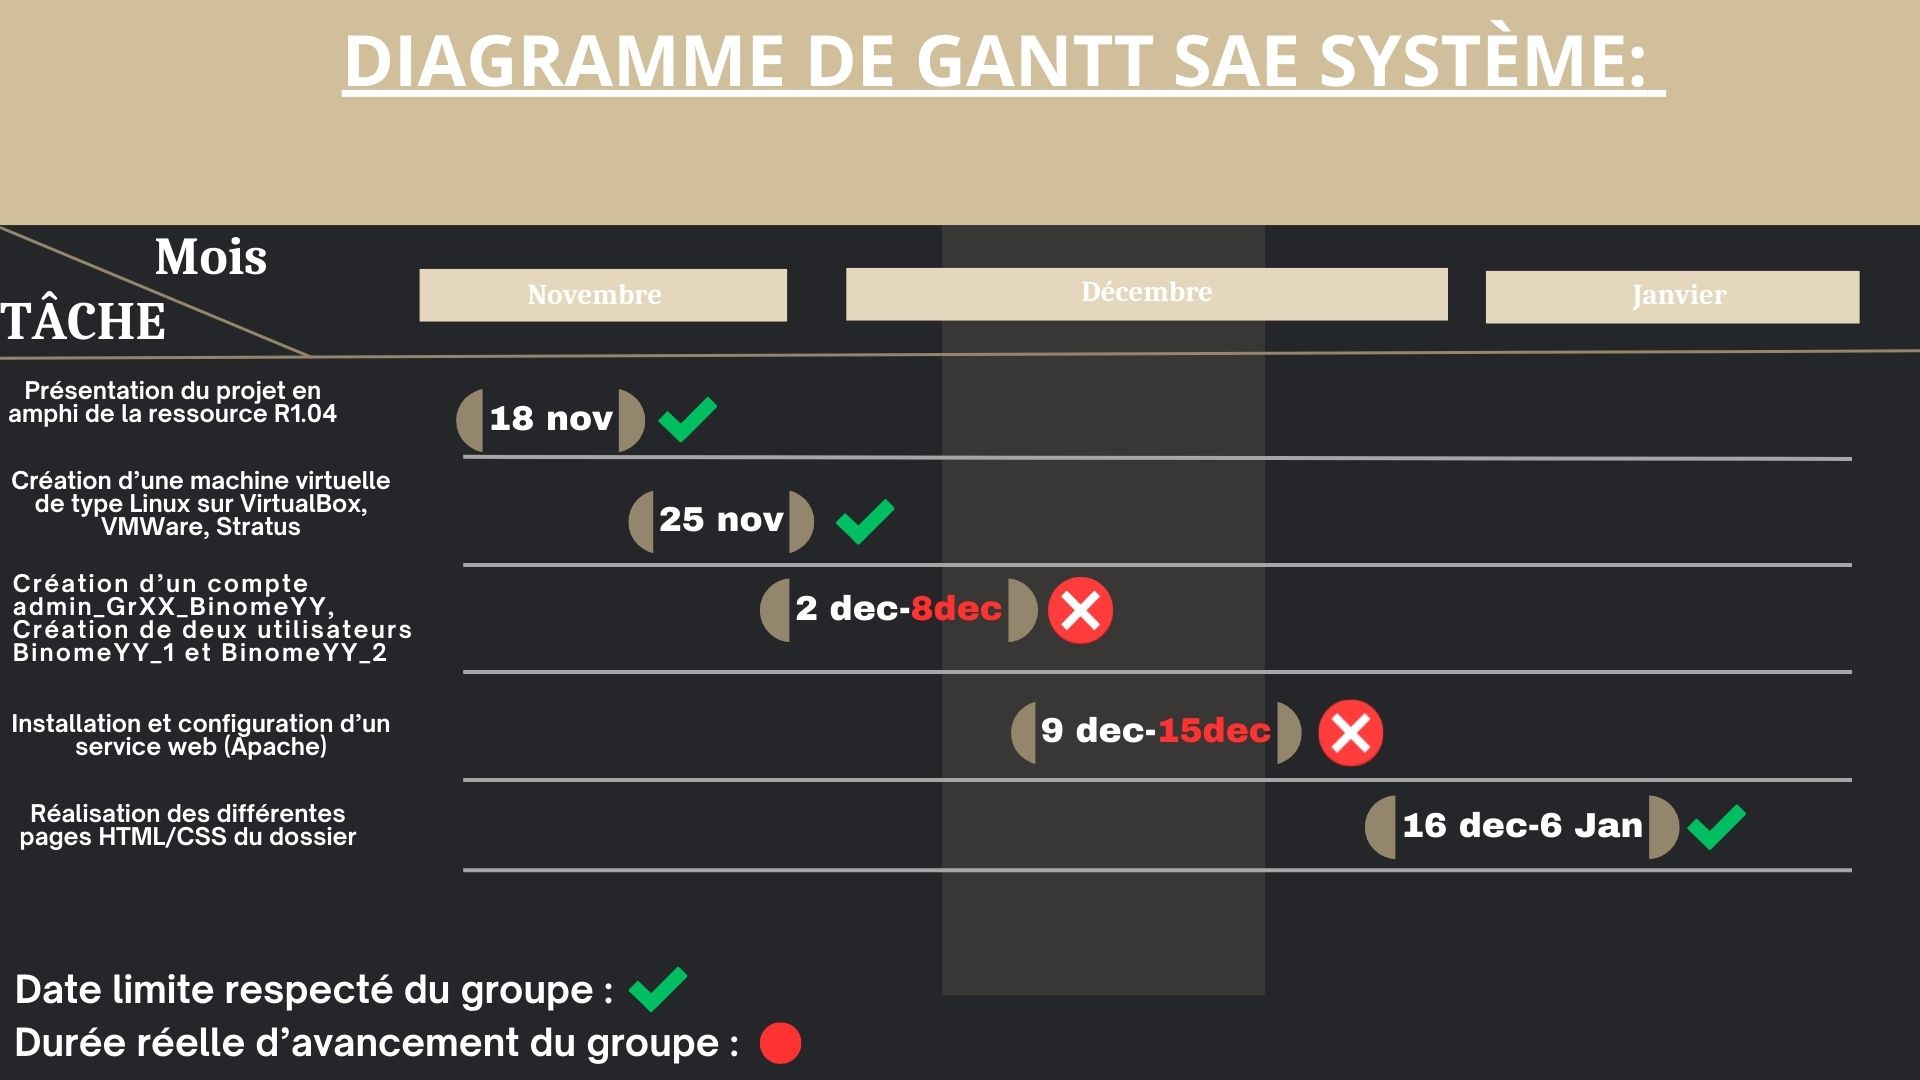 DIAGRAMME DE GANTT SAE SYSTÈME:
Mois
TÂCHE
Novembre
Décembre
Janvier
Présentation du projet en
amphi de la ressource R1.04
18 nov
Création d’une machine virtuelle
de type Linux sur VirtualBox,
VMWare, Stratus
25 nov
Création d’un compte
admin_GrXX_BinomeYY,
Création de deux utilisateurs
BinomeYY_1 et BinomeYY_2
2 dec-8dec
Installation et configuration d’un
service web (Apache)
9 dec-15dec
Réalisation des différentes
pages HTML/CSS du dossier
16 dec-6 Jan
Date limite respecté du groupe :
Durée réelle d’avancement du groupe :